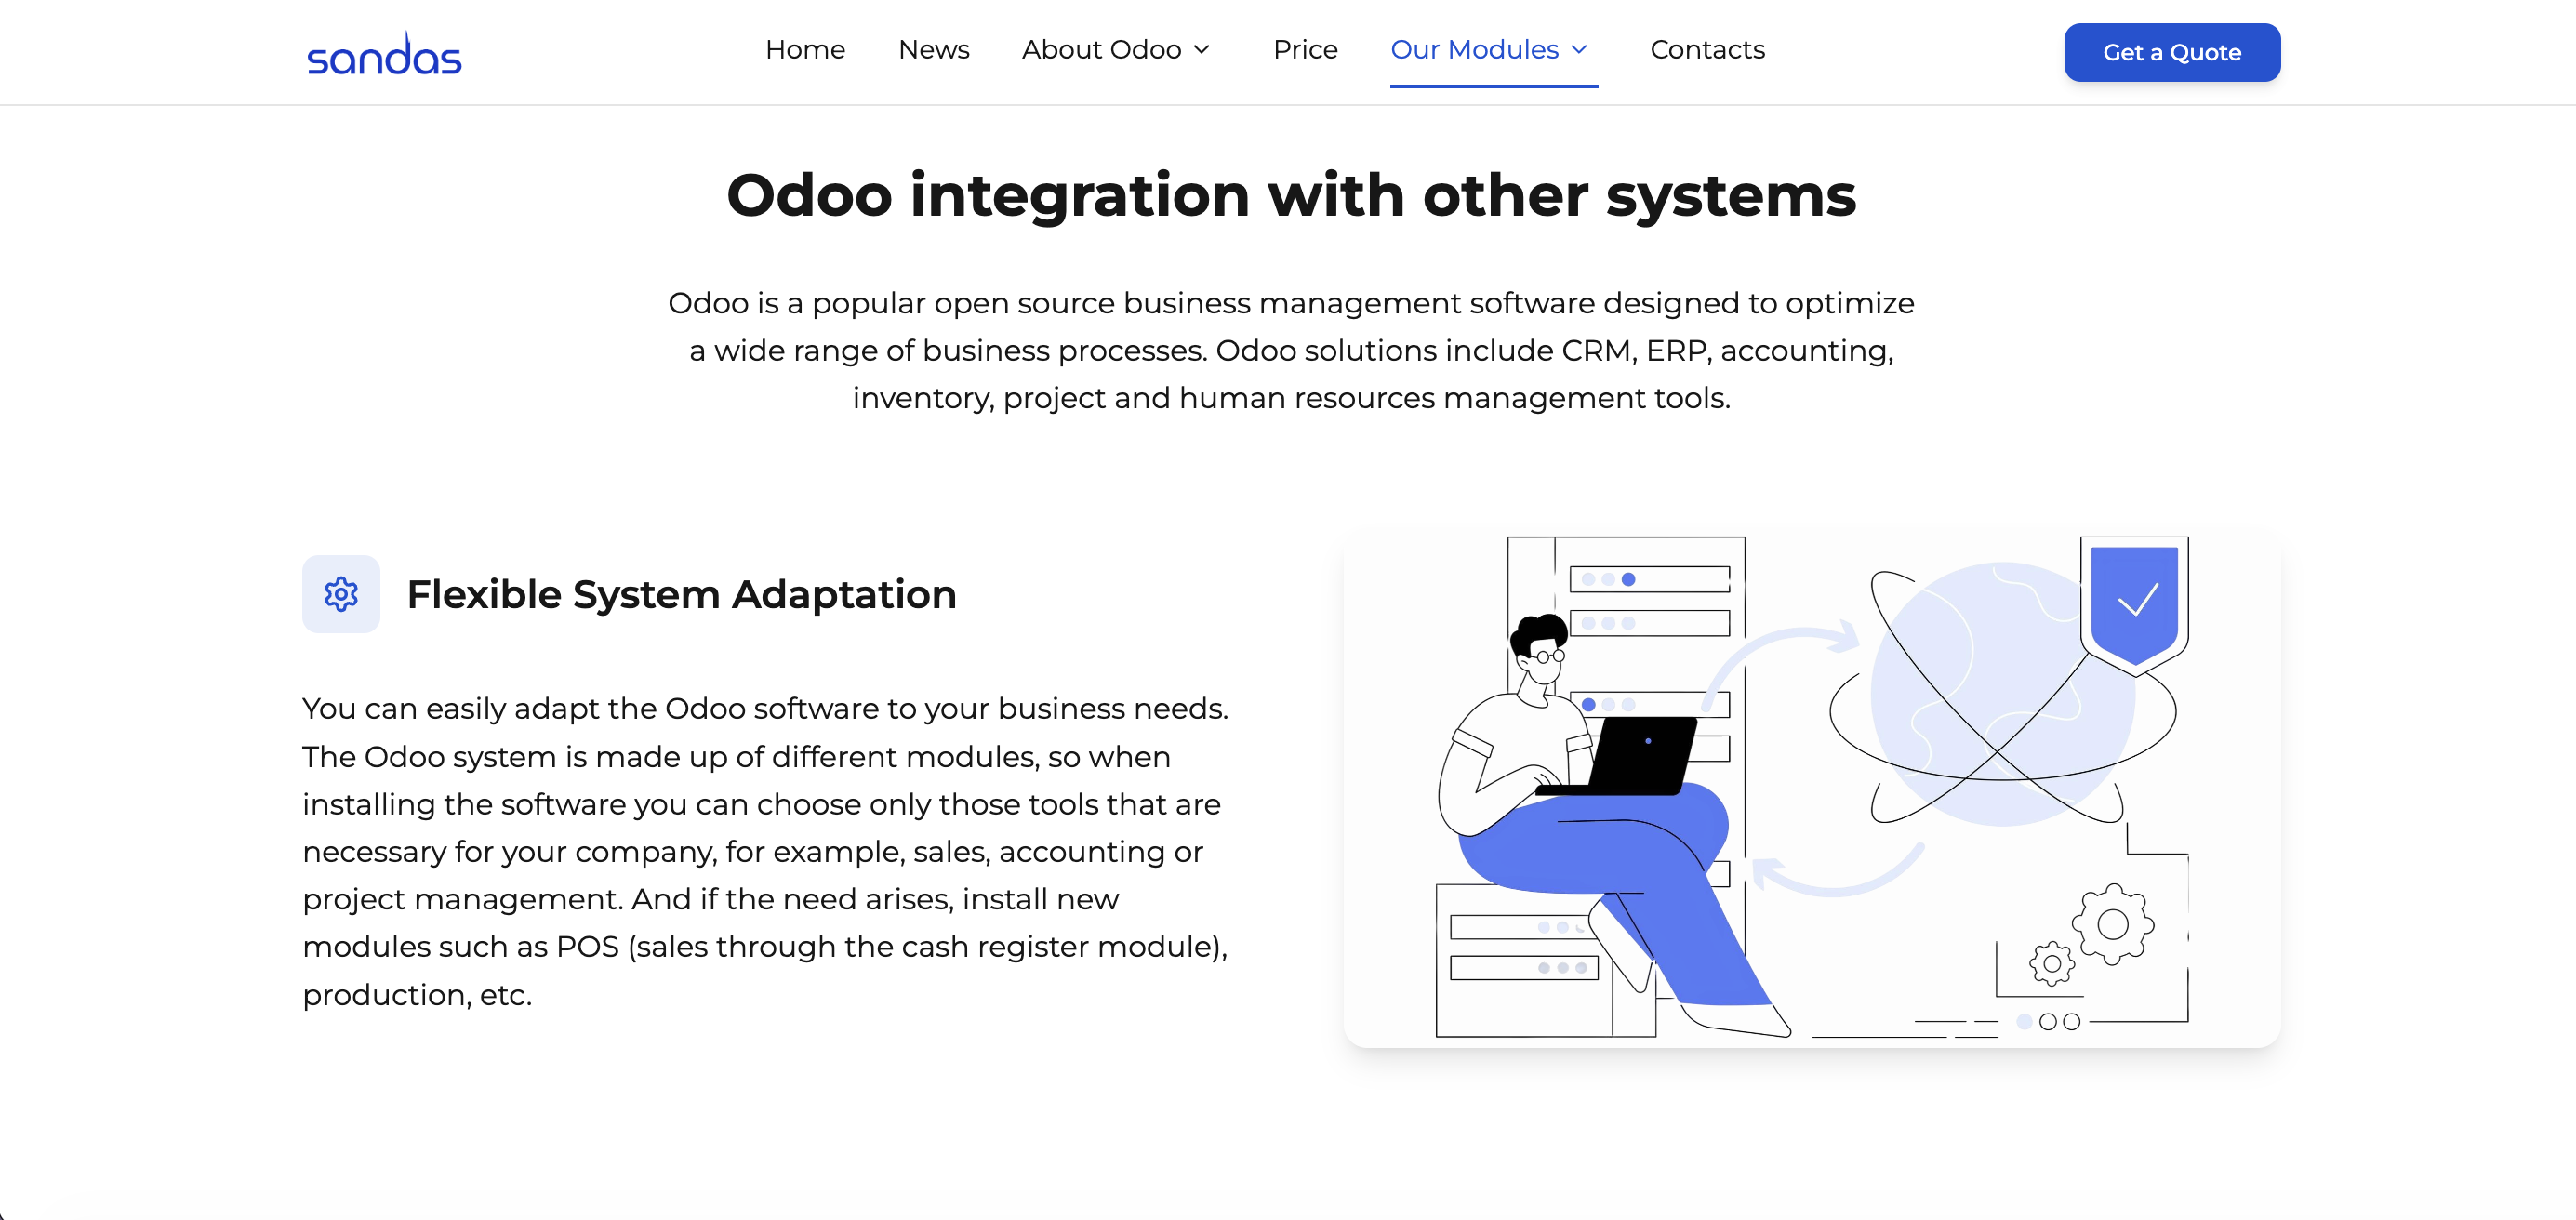 sandas
Home
News
About Odoo
Price
Our Modules
Contacts
Get a Quote
Odoo integration with other systems
Odoo is a popular open source business management software designed to optimize
a wide range of business processes. Odoo solutions include CRM, ERP, accounting,
inventory, project and human resources management tools.
Flexible System Adaptation
You can easily adapt the Odoo software to your business needs.
The Odoo system is made up of different modules, so when
installing the software you can choose only those tools that are
necessary for your company, for example, sales, accounting or
project management. And if the need arises, install new
modules such as POS (sales through the cash register module),
production, etc.